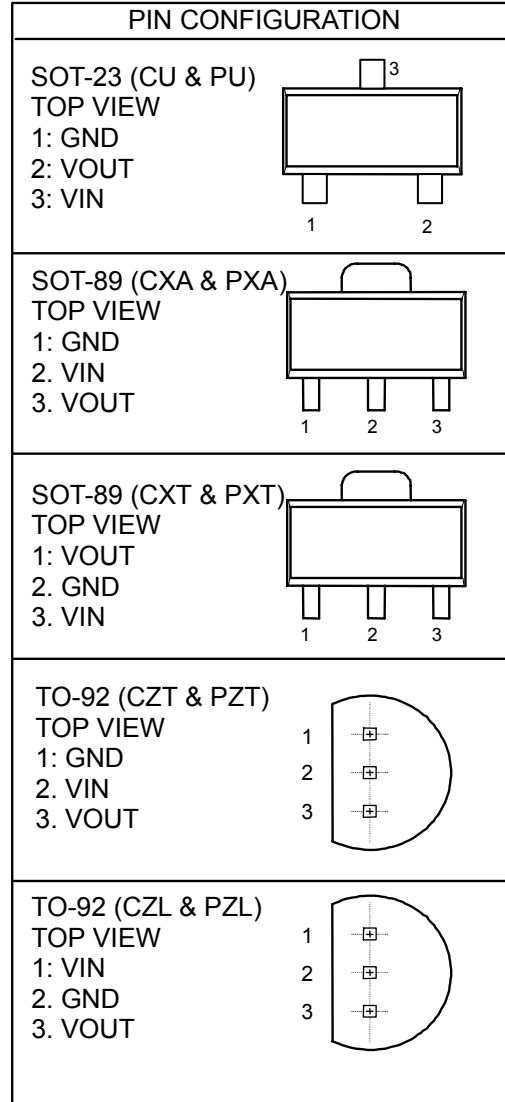 PIN CONFIGURATION
SOT-23 (CU & PU)
TOP VIEW
1: GND
2: VOUT
3: VIN
3
1 2
SOT-89 (CXA & PXA)
TOP VIEW
1: GND
2. VIN
3. VOUT
1 2 3
SOT-89 (CXT & PXT)
TOP VIEW
1: VOUT
2. GND
3. VIN
1 2 3
TO-92 (CZT & PZT)
TOP VIEW
1: GND
2. VIN
3. VOUT
1
2
3
TO-92 (CZL & PZL)
TOP VIEW
1: VIN
2. GND
3. VOUT
1
2
3